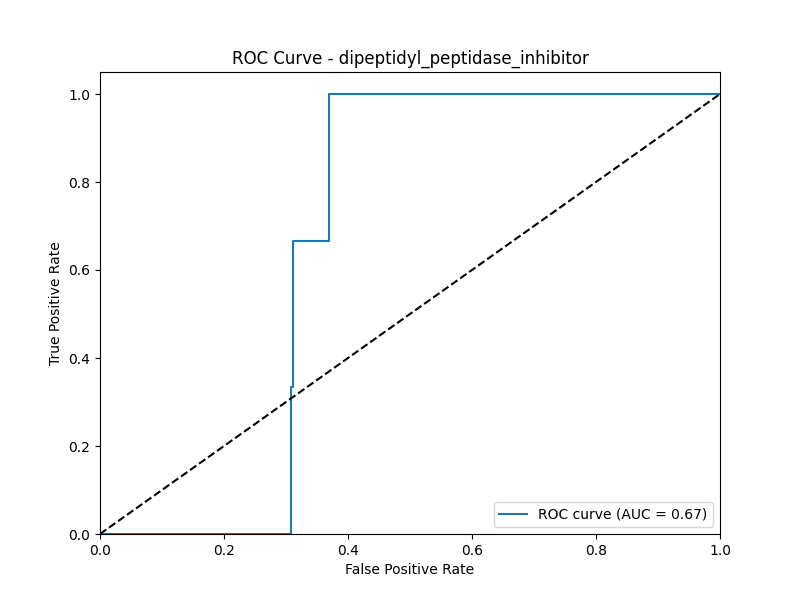 ROC Curve - dipeptidyl_peptidase_inhibitor
True Positive Rate
1.0
0.8
0.6
0.4
0.2
0.0
0.0 0.2 0.4 0.6 0.8 1.0
False Positive Rate
ROC curve (AUC = 0.67)